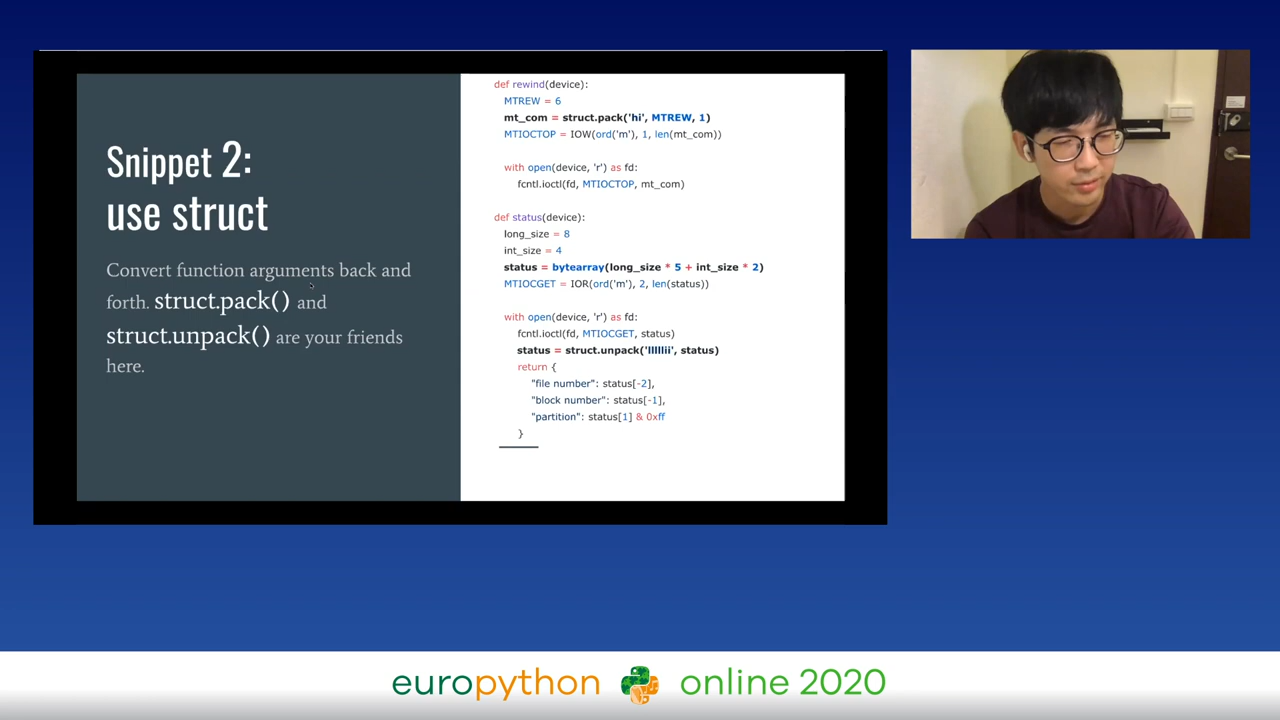 Snippet 2:
use struct
Convert function arguments back and
forth. struct.pack() and
struct.unpack() are your friends
here.
def rewind(device):
MTREW = 6
mt_com = struct.pack('hi', MTREW, 1)
MTIOCTOP = IOW(ord('m'), 1, len(mt_com))
with open(device, 'r') as fd:
fcntl.ioctl(fd, MTIOCTOP, mt_com)
def status(device):
long_size = 8
int_size = 4
status = bytearray(long_size * 5 + int_size * 2)
MTIOCGET = IOR(ord('m'), 2, len(status))
with open(device, 'r') as fd:
fcntl.ioctl(fd, MTIOCGET, status)
status = struct.unpack('lllllii', status)
return {
"file number": status[-2],
"block number": status[-1],
"partition": status[1] & 0xff
}
europython online 2020